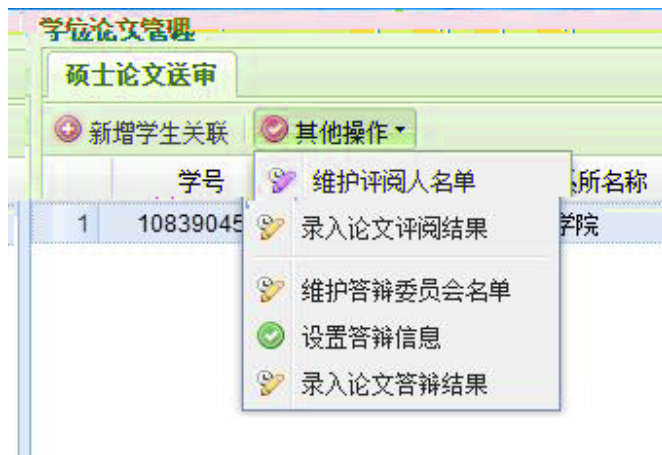 学位论文管理
硕士论文送审
新增学生关联 其他操作
学号 所名称
1 10839045 学院
维护评阅人名单
录入论文评阅结果
维护答辩委员会名单
设置答辩信息
录入论文答辩结果